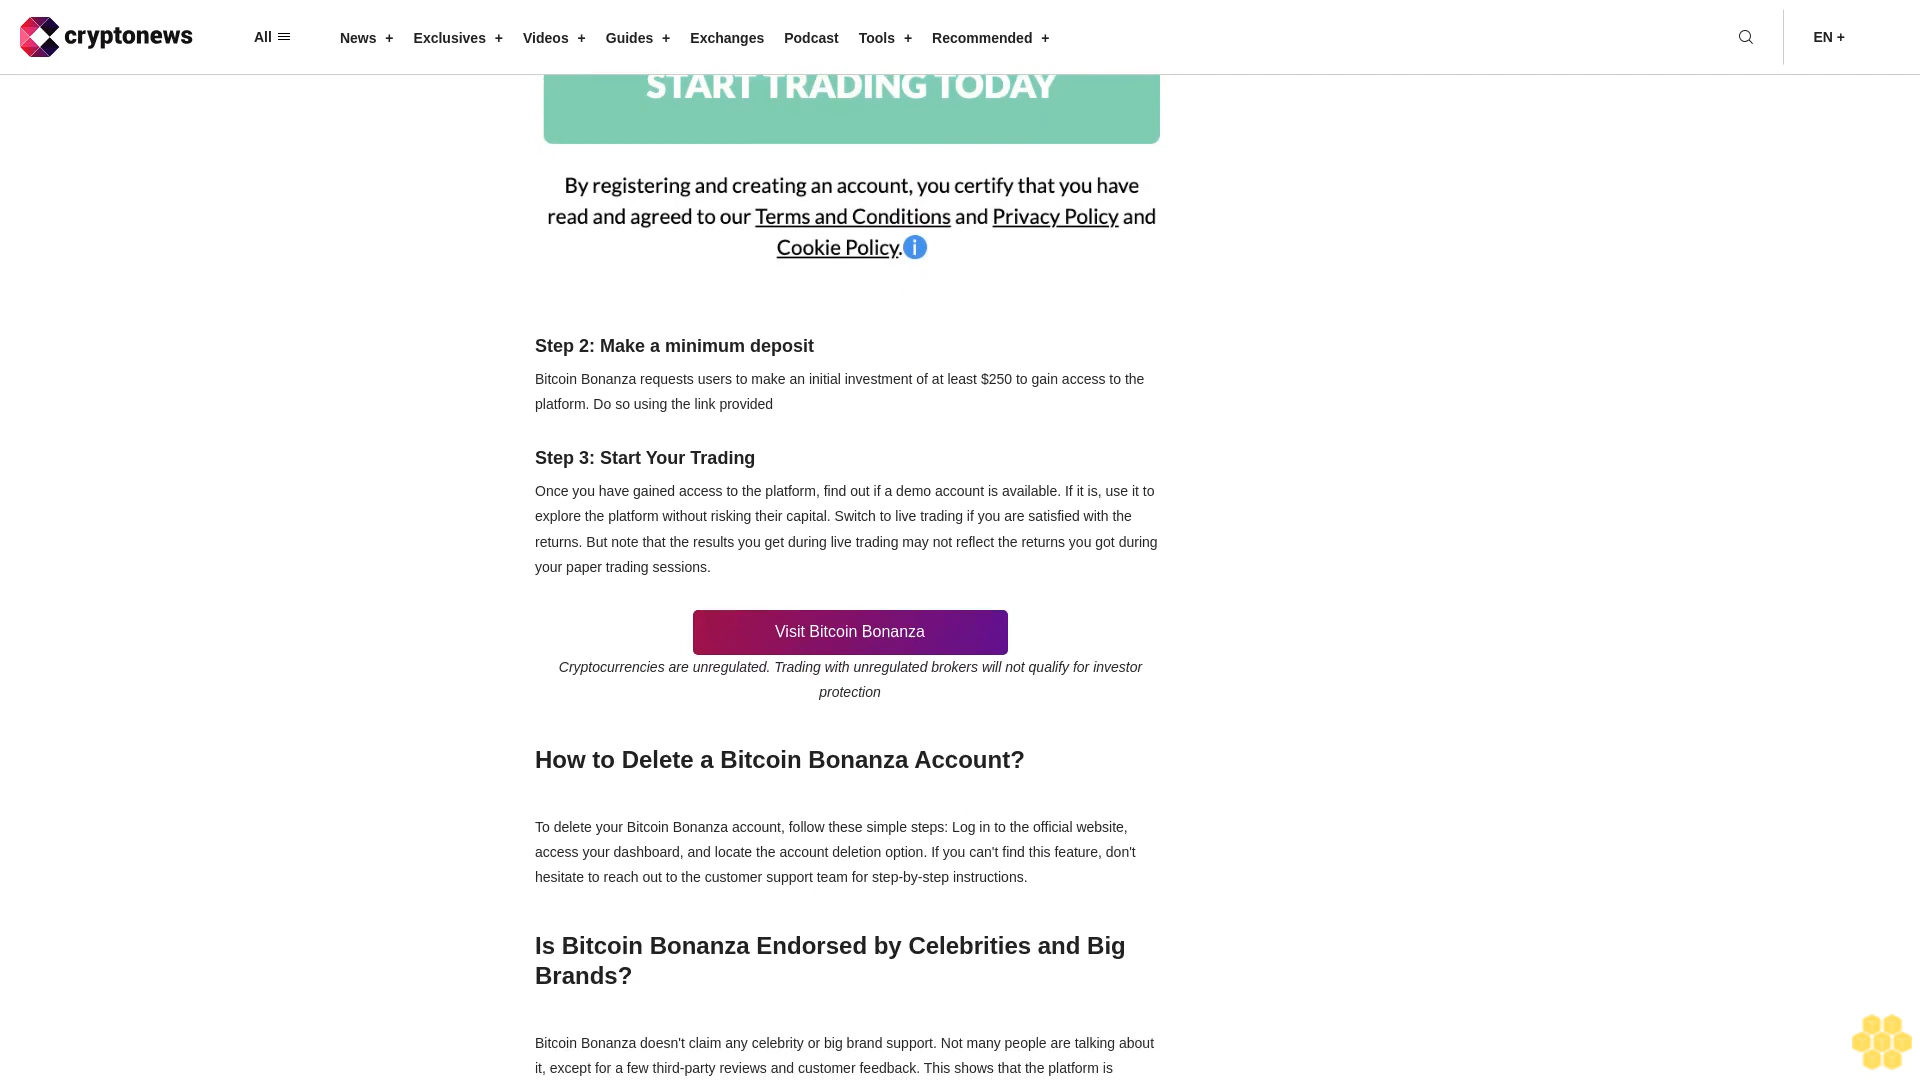 cryptonews
All
News +
Exclusives +
Videos +
Guides +
Exchanges
Podcast
Tools +
Recommended +
EN +
START TRADING TODAY
By registering and creating an account, you certify that you have
read and agreed to our Terms and Conditions and Privacy Policy and
Cookie Policy.
Step 2: Make a minimum deposit
Bitcoin Bonanza requests users to make an initial investment of at least $250 to gain access to the
platform. Do so using the link provided
Step 3: Start Your Trading
Once you have gained access to the platform, find out if a demo account is available. If it is, use it to
explore the platform without risking their capital. Switch to live trading if you are satisfied with the
returns. But note that the results you get during live trading may not reflect the returns you got during
your paper trading sessions.
Visit Bitcoin Bonanza
Cryptocurrencies are unregulated. Trading with unregulated brokers will not qualify for investor
protection
How to Delete a Bitcoin Bonanza Account?
To delete your Bitcoin Bonanza account, follow these simple steps: Log in to the official website,
access your dashboard, and locate the account deletion option. If you can't find this feature, don't
hesitate to reach out to the customer support team for step-by-step instructions.
Is Bitcoin Bonanza Endorsed by Celebrities and Big
Brands?
Bitcoin Bonanza doesn't claim any celebrity or big brand support. Not many people are talking about
it, except for a few third-party reviews and customer feedback. This shows that the platform is